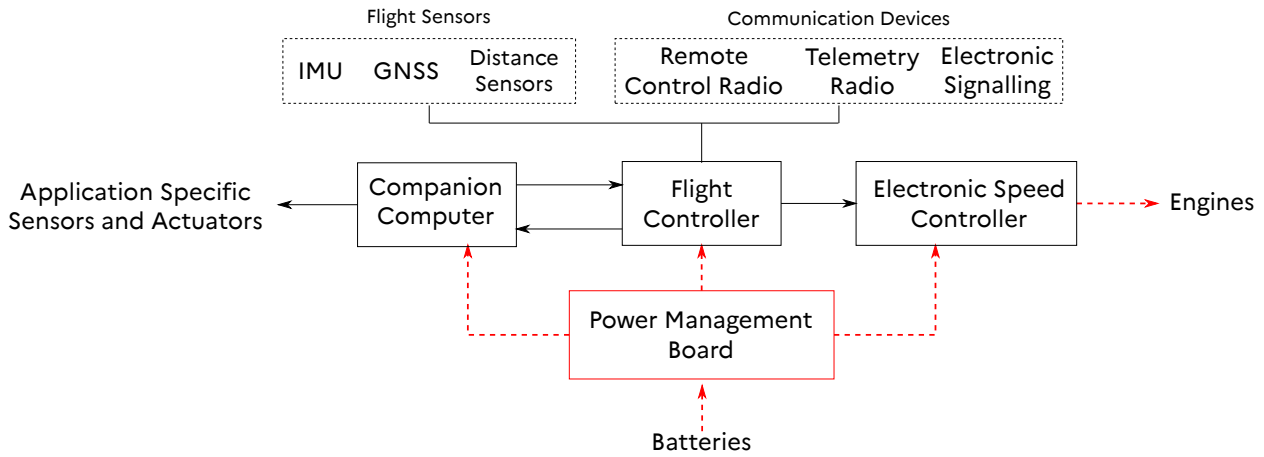 Flight Sensors
Communication Devices
IMU
GNSS
Distance
Sensors
Remote
Control Radio
Telemetry
Radio
Electronic
Signalling
Application Specific
Sensors and Actuators
Companion
Computer
Flight
Controller
Electronic Speed
Controller
Engines
Power Management
Board
Batteries